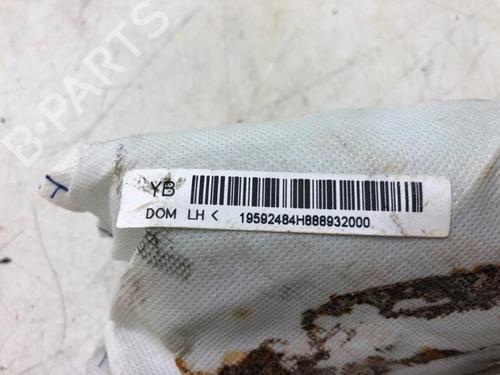 B-PARTS
YB
DOM LH <
19592484H888932000
T